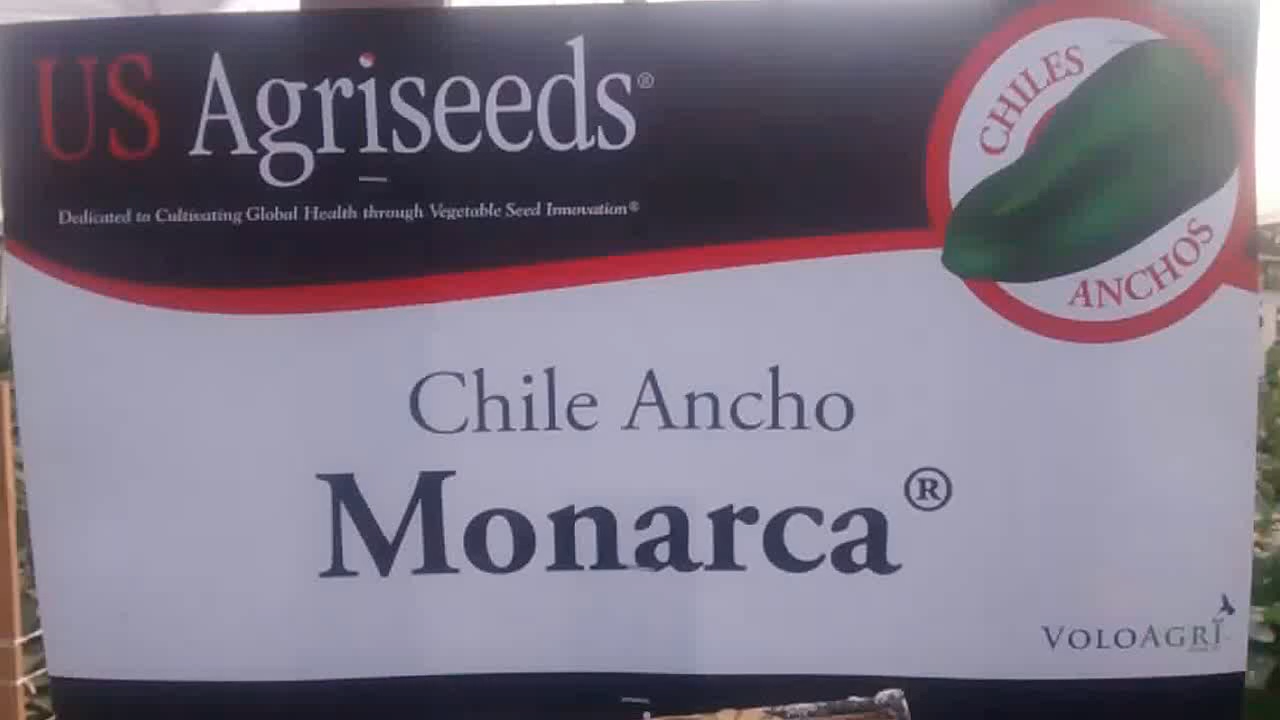 US Agriseeds®
Dedicated to Cultivating Global Health through Vegetable Seed Innovation®
CHILES
ANCHOS
Chile Ancho
Monarca®
VOLOAGRI